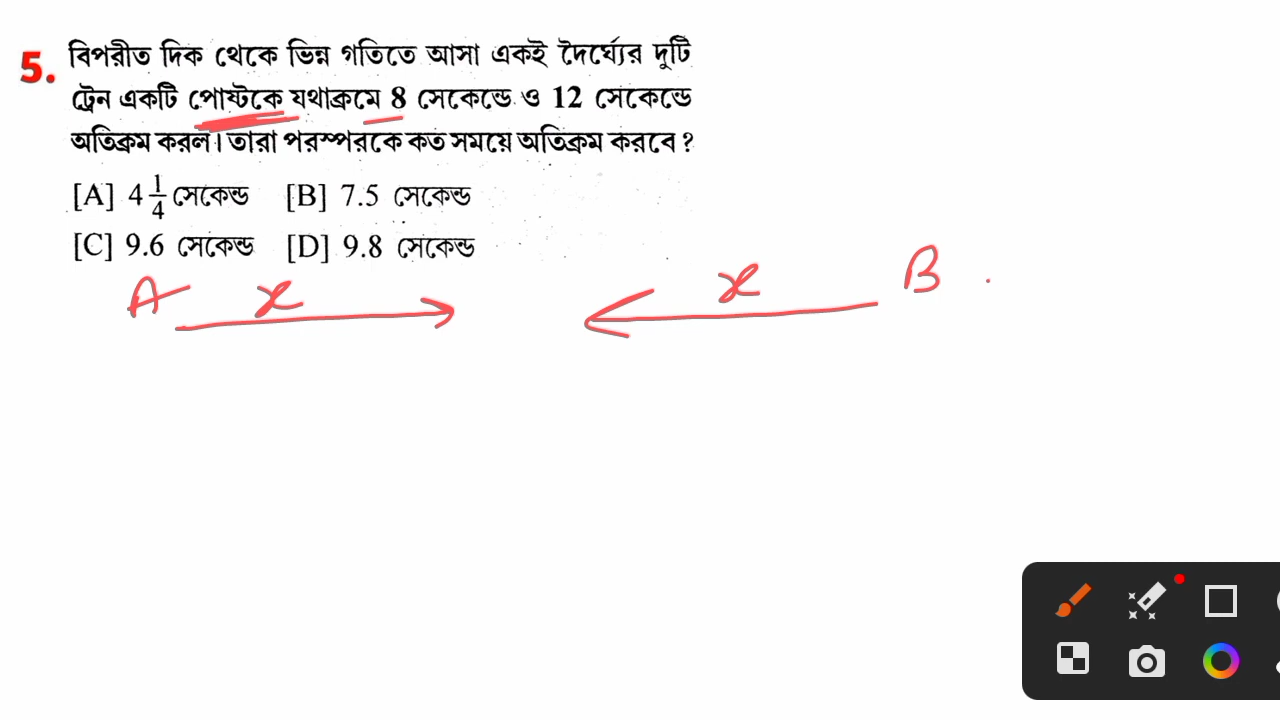 5. বিপরীত দিক থেকে ভিন্ন গতিতে আসা একই দৈর্ঘ্যের দুটি
ট্রেন একটি পোষ্টকে যথাক্রমে 8 সেকেন্ডে ও 12 সেকেন্ডে
অতিক্রম করল। তারা পরস্পরকে কত সময়ে অতিক্রম করবে ?
[A] 4 1/4 সেকেন্ড [B] 7.5 সেকেন্ড
[C] 9.6 সেকেন্ড [D] 9.8 সেকেন্ড
A x x B